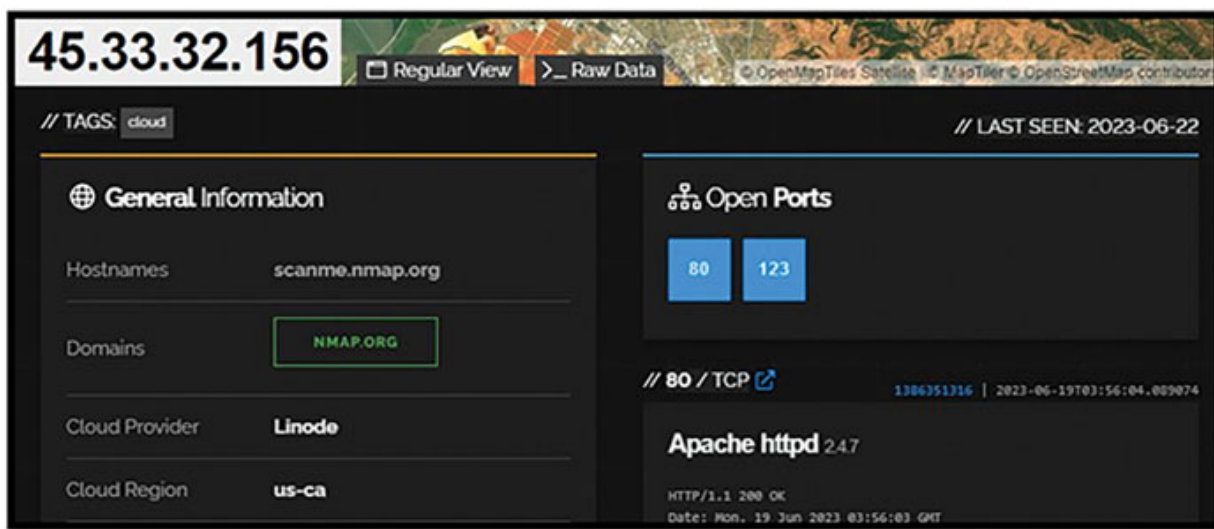 45.33.32.156
Regular View
>_ Raw Data
© OpenMapTiles Satellite © MapTiler © OpenStreetMap contributors
// TAGS: cloud
// LAST SEEN: 2023-06-22
General Information
Hostnames scanme.nmap.org
Domains NMAP.ORG
Cloud Provider Linode
Cloud Region us-ca
Open Ports
80 123
// 80 / TCP
1386351316 | 2023-06-19T03:56:04.089074
Apache httpd 2.4.7
HTTP/1.1 200 OK
Date: Mon, 19 Jun 2023 03:56:03 GMT